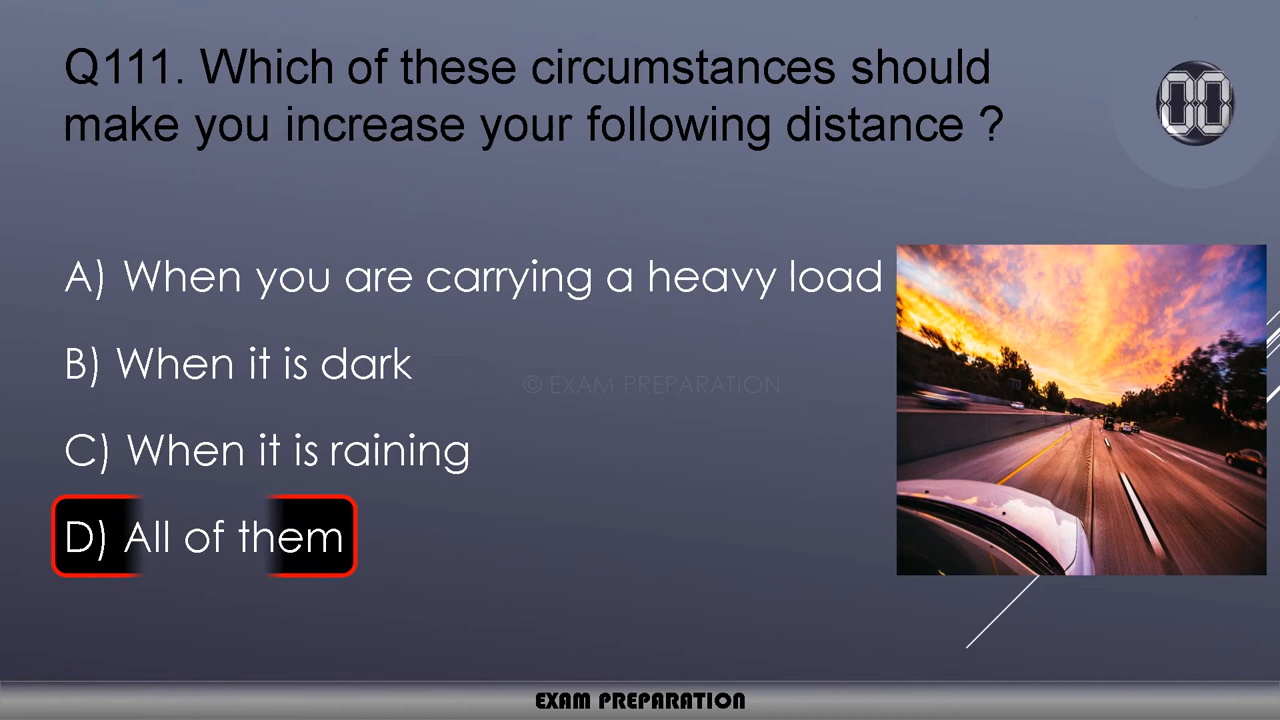 Q111. Which of these circumstances should
make you increase your following distance ?
00
A) When you are carrying a heavy load
B) When it is dark
© EXAM PREPARATION
C) When it is raining
D) All of them
EXAM PREPARATION